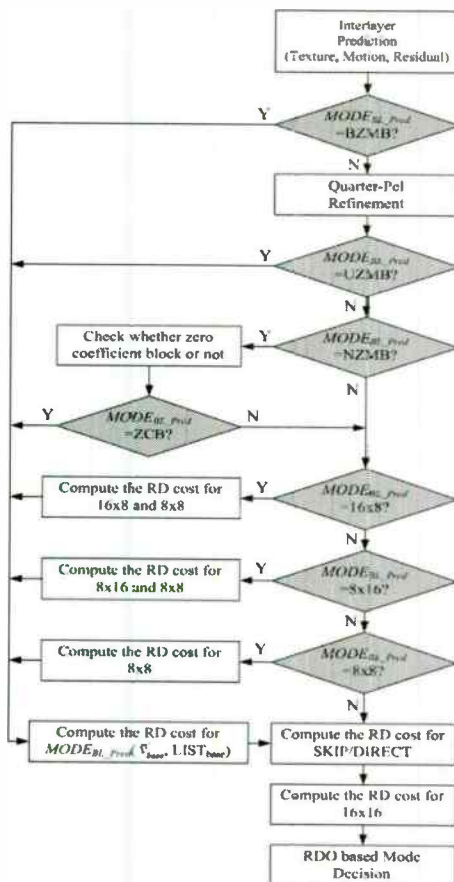 Interlayer
Prediction
(Texture, Motion, Residual)
Y
MODE_BL_Pred
=BZMB?
N
Quarter-Pel
Refinement
Y
MODE_BL_Pred
=UZMB?
N
Check whether zero
coefficient block or not
Y
MODE_BL_Pred
=NZMB?
N
Y
MODE_BL_Pred
=ZCB?
N
Compute the RD cost for
16x8 and 8x8
Y
MODE_BL_Pred
=16x8?
N
Compute the RD cost for
8x16 and 8x8
Y
MODE_BL_Pred
=8x16?
N
Compute the RD cost for
8x8
Y
MODE_BL_Pred
=8x8?
N
Compute the RD cost for
MODE_BL_Pred( base, LIST_base)
Compute the RD cost for
SKIP/DIRECT
Compute the RD cost for
16x16
RDO based Mode
Decision